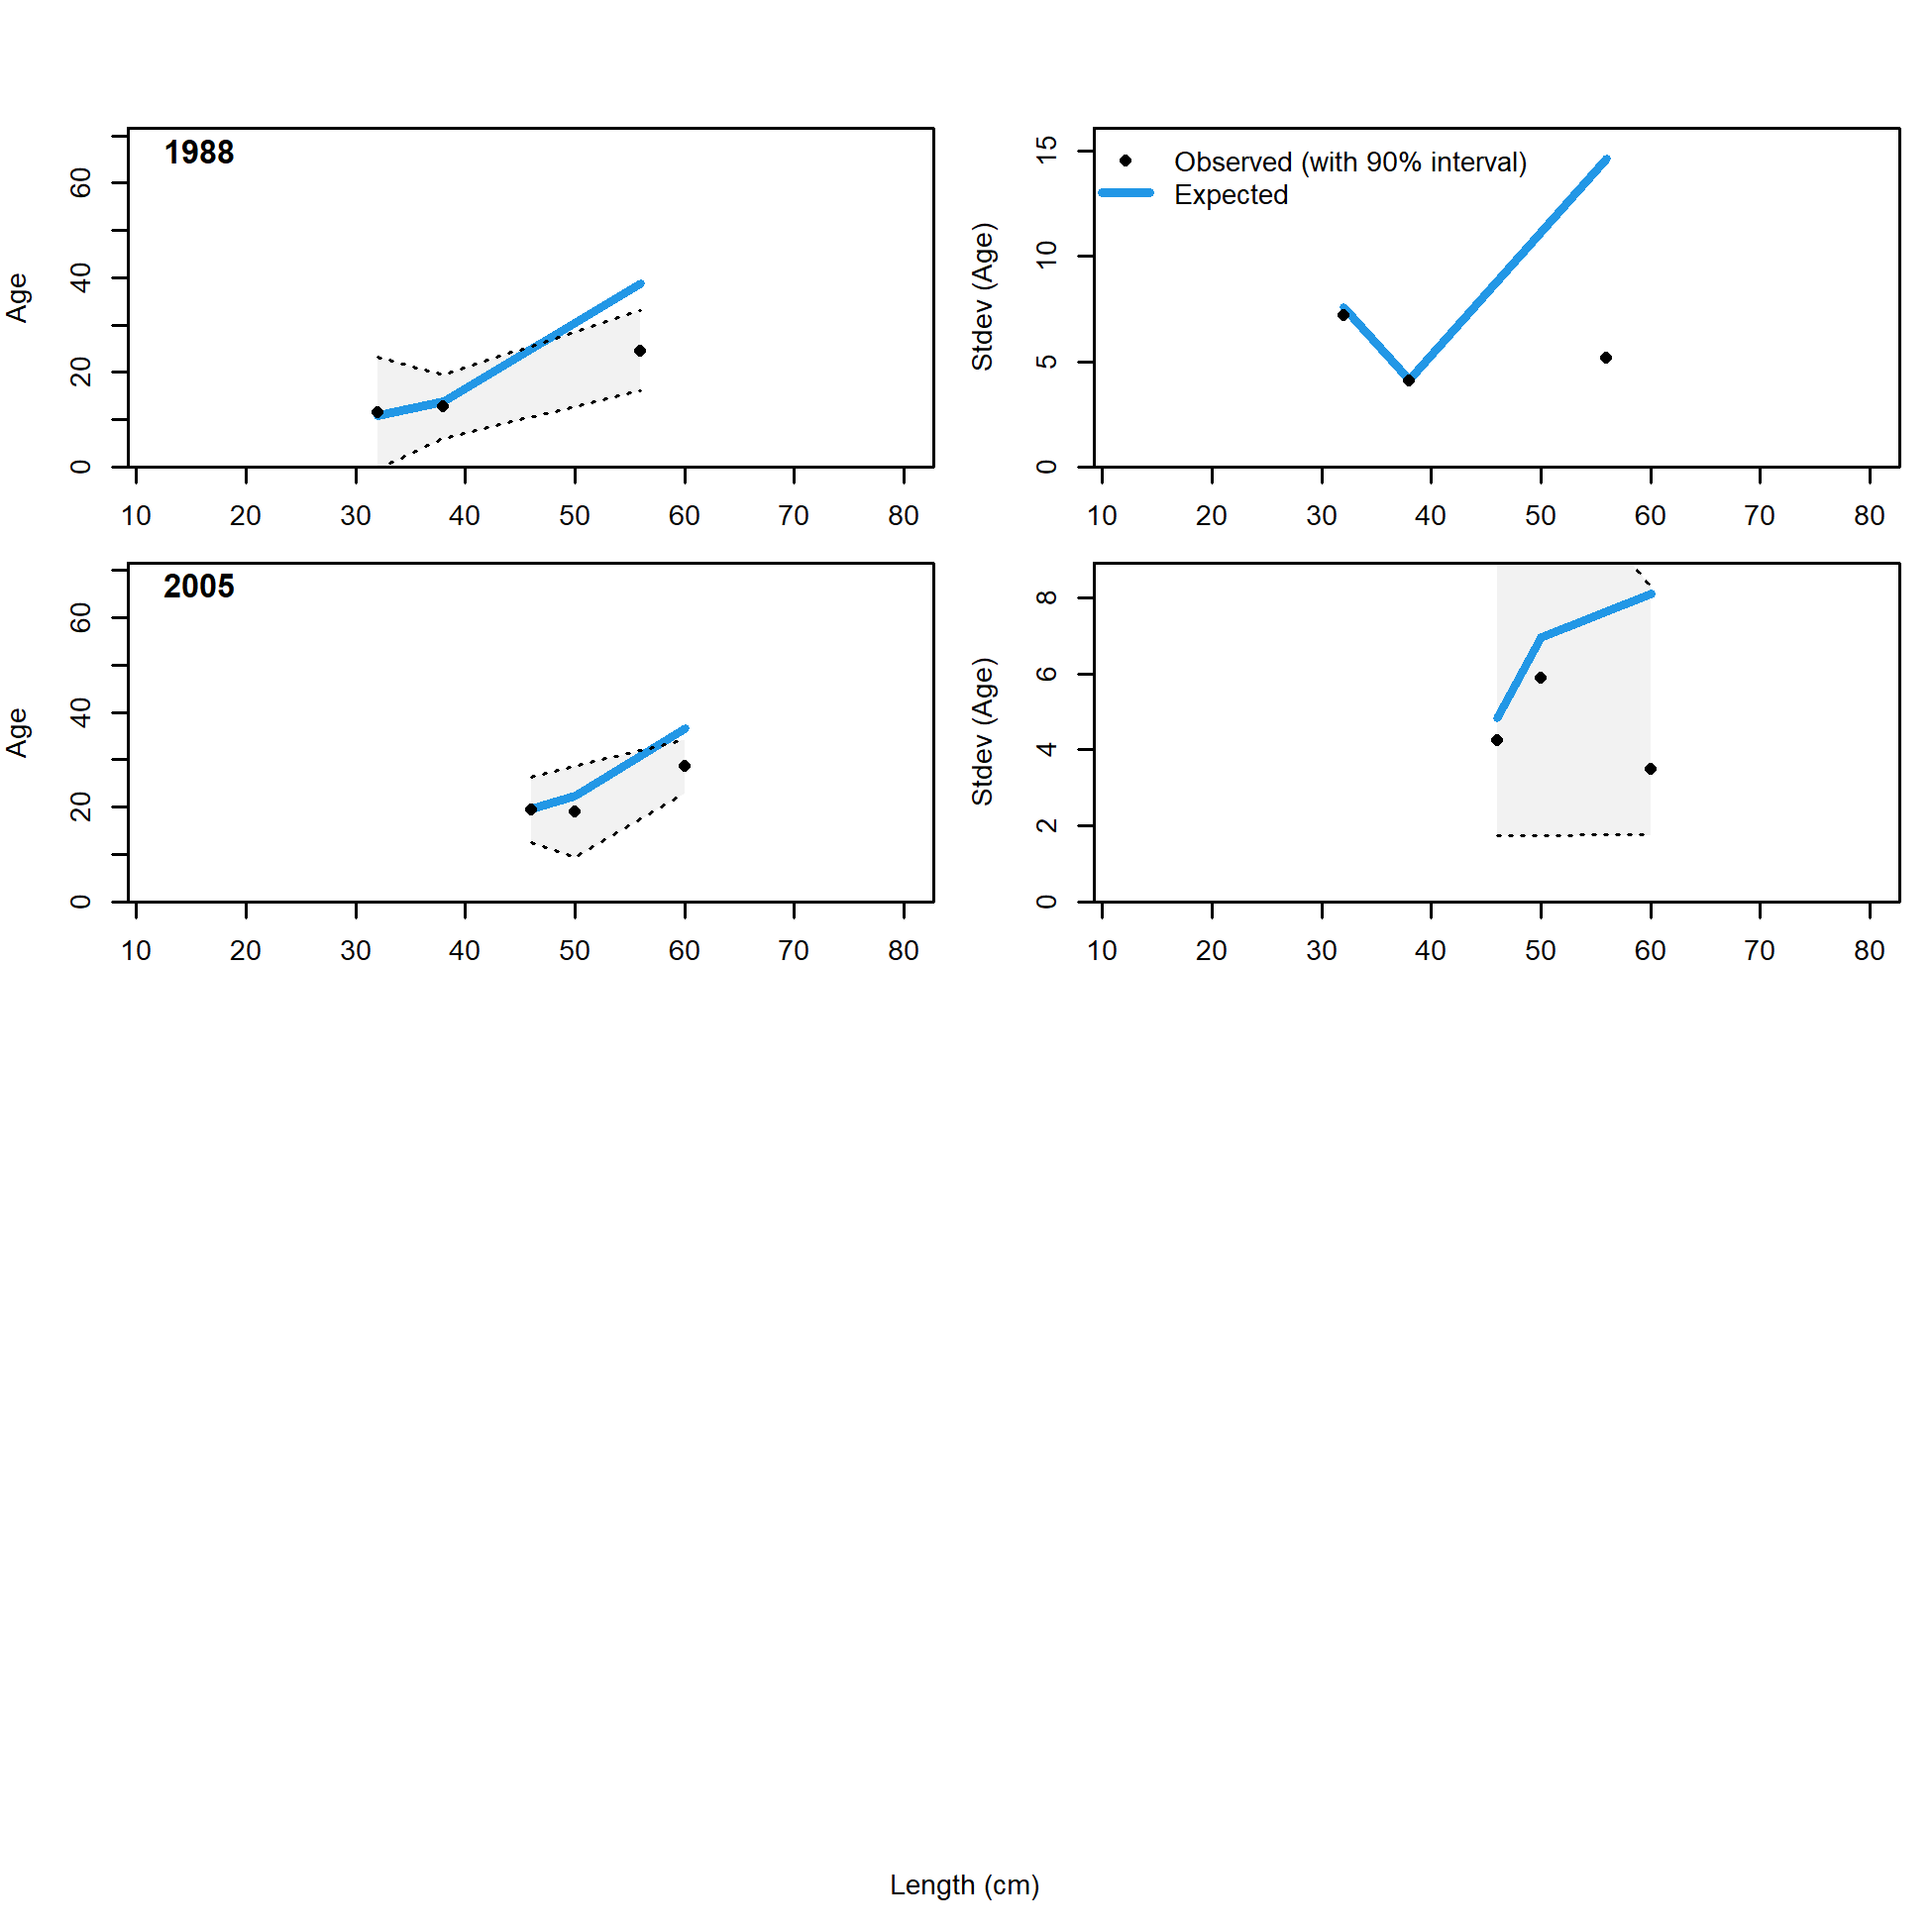 1988
Age
0 20 40 60
10 20 30 40 50 60 70 80
Observed (with 90% interval)
Expected
Stdev (Age)
0 5 10 15
10 20 30 40 50 60 70 80
2005
Age
0 20 40 60
10 20 30 40 50 60 70 80
Stdev (Age)
0 2 4 6 8
10 20 30 40 50 60 70 80
Length (cm)